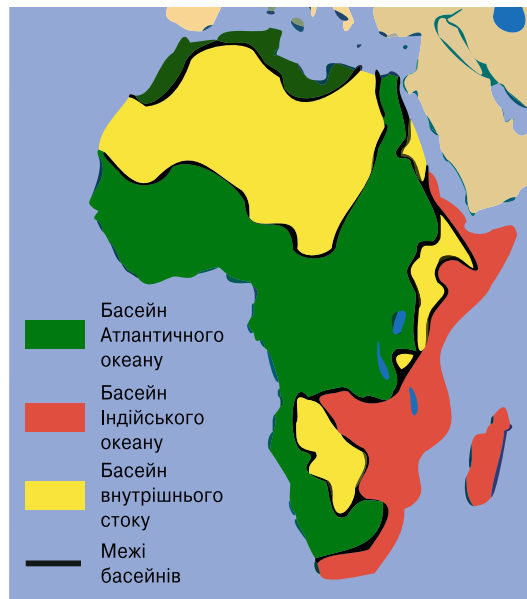 Басейн
Атлантичного
океану
Басейн
Індійського
океану
Басейн
внутрішнього
стоку
Межі
басейнів